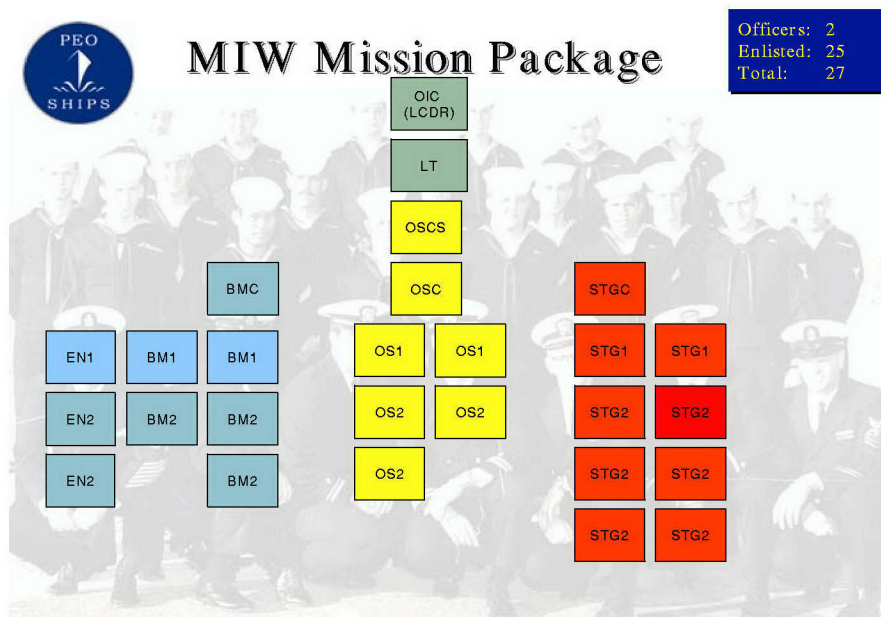 PEO
SHIPS
MIW Mission Package
Officers: 2
Enlisted: 25
Total: 27
OIC
(LCDR)
LT
OSCS
BMC
OSC
STGC
EN1
BM1
BM1
OS1
OS1
STG1
STG1
EN2
BM2
BM2
OS2
OS2
STG2
STG2
EN2
BM2
OS2
STG2
STG2
STG2
STG2